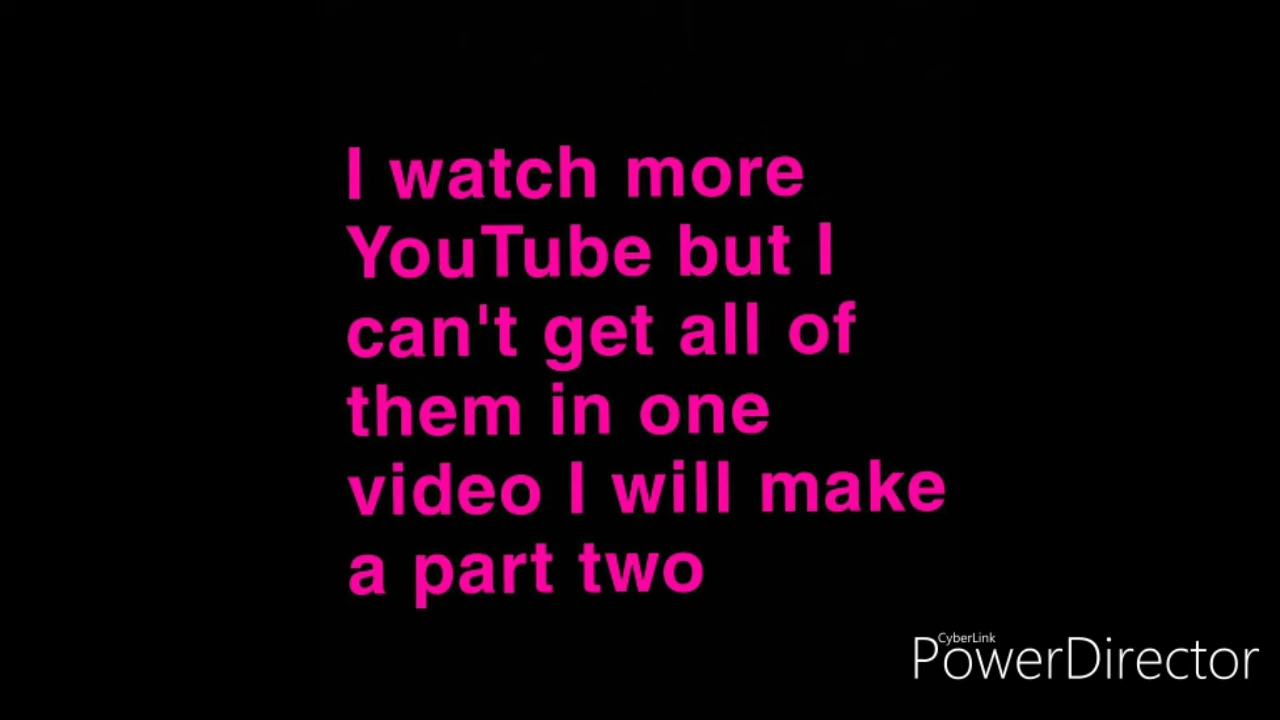 I watch more
YouTube but I
can't get all of
them in one
video I will make
a part two
CyberLink
PowerDirector